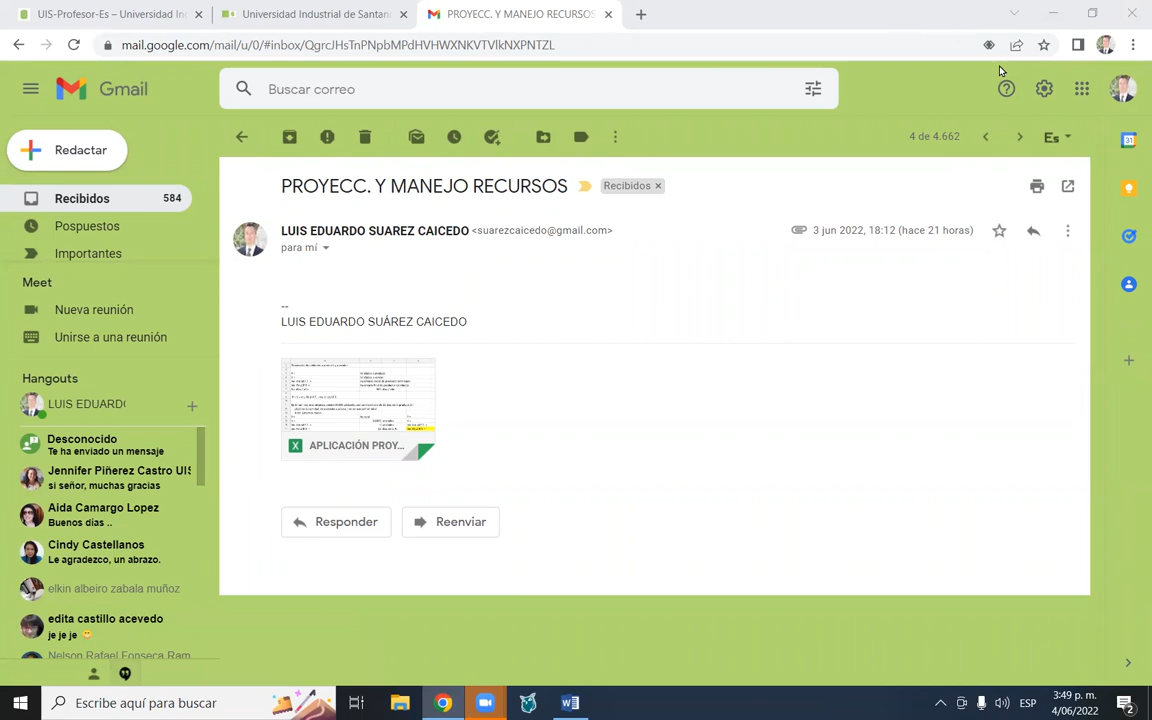 UIS-Profesor-Es – Universidad In
Universidad Industrial de Santan
PROYECC. Y MANEJO RECURSOS
mail.google.com/mail/u/0/#inbox/QgrcJHsTnPNpbMPdHVHWXNKVTVlkNXPNTZL
Gmail
Buscar correo
Redactar
4 de 4.662
Es
PROYECC. Y MANEJO RECURSOS
Recibidos ×
Recibidos 584
Pospuestos
Importantes
LUIS EDUARDO SUAREZ CAICEDO <suarezcaicedo@gmail.com>
3 jun 2022, 18:12 (hace 21 horas)
para mí
Meet
Nueva reunión
Unirse a una reunión
--
LUIS EDUARDO SUÁREZ CAICEDO
Hangouts
LUIS EDUARD
Desconocido
Te ha enviado un mensaje
Jennifer Piñerez Castro UIS
si señor, muchas gracias
Aida Camargo Lopez
Buenos días ..
Cindy Castellanos
Le agradezco, un abrazo.
elkin albeiro zabala muñoz
edita castillo acevedo
je je je
Nelson Rafael Fonseca Ram
X APLICACIÓN PROY...
Responder
Reenviar
31
Escribe aquí para buscar
ESP
3:49 p. m.
4/06/2022
2